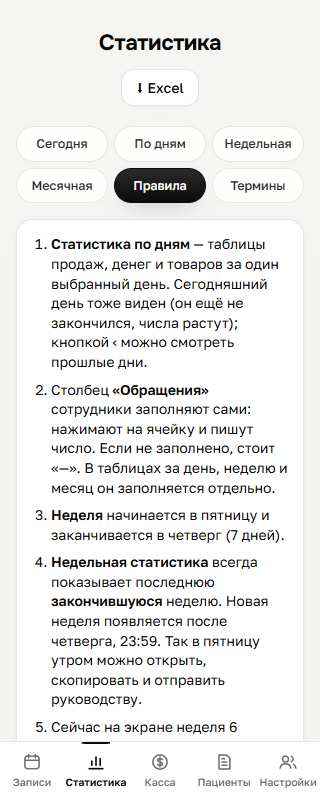 Статистика
⭳ Excel
Сегодня
По дням
Недельная
Месячная
Правила
Термины
1. Статистика по дням — таблицы
продаж, денег и товаров за один
выбранный день. Сегодняшний
день тоже виден (он ещё не
закончился, числа растут);
кнопкой ‹ можно смотреть
прошлые дни.
2. Столбец «Обращения»
сотрудники заполняют сами:
нажимают на ячейку и пишут
число. Если не заполнено, стоит
«—». В таблицах за день, неделю и
месяц он заполняется отдельно.
3. Неделя начинается в пятницу и
заканчивается в четверг (7 дней).
4. Недельная статистика всегда
показывает последнюю
закончившуюся неделю. Новая
неделя появляется после
четверга, 23:59. Так в пятницу
утром можно открыть,
скопировать и отправить
руководству.
5. Сейчас на экране неделя 6
Записи
Статистика
Касса
Пациенты
Настройки